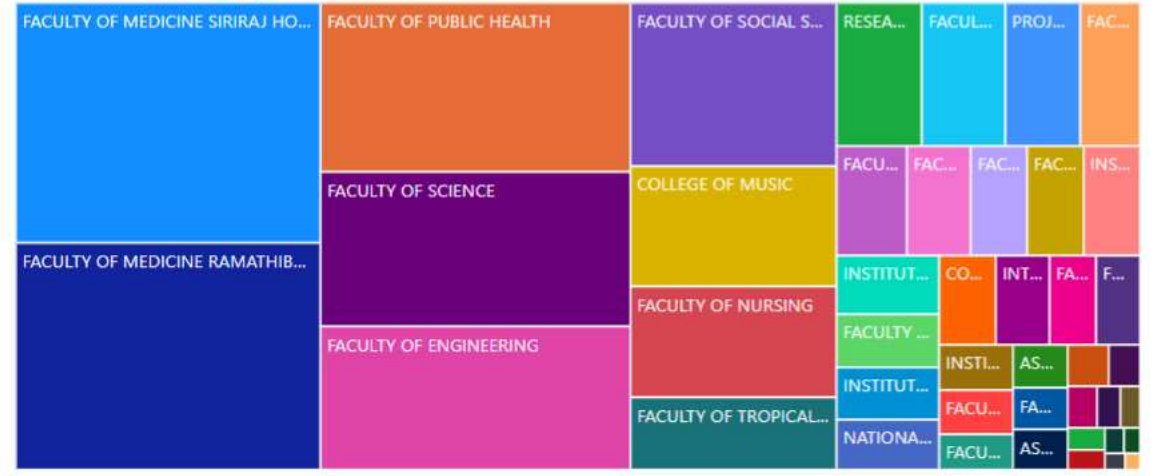 FACULTY OF MEDICINE SIRIRAJ HO...
FACULTY OF MEDICINE RAMATHIB...
FACULTY OF PUBLIC HEALTH
FACULTY OF SCIENCE
FACULTY OF ENGINEERING
FACULTY OF SOCIAL S...
COLLEGE OF MUSIC
FACULTY OF NURSING
FACULTY OF TROPICAL...
RESEA...
FACUL...
PROJ...
FAC...
FACU...
FAC...
FAC...
FAC...
INS...
INSTITUT...
FACULTY ...
INSTITUT...
NATIONA...
CO...
INT...
FA...
F...
INSTI...
FACU...
FACU...
AS...
FA...
AS...